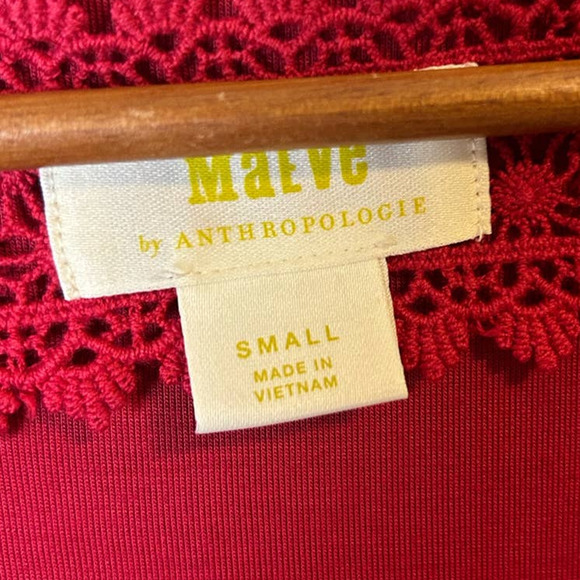 Maeve
by ANTHROPOLOGIE
SMALL
MADE IN
VIETNAM